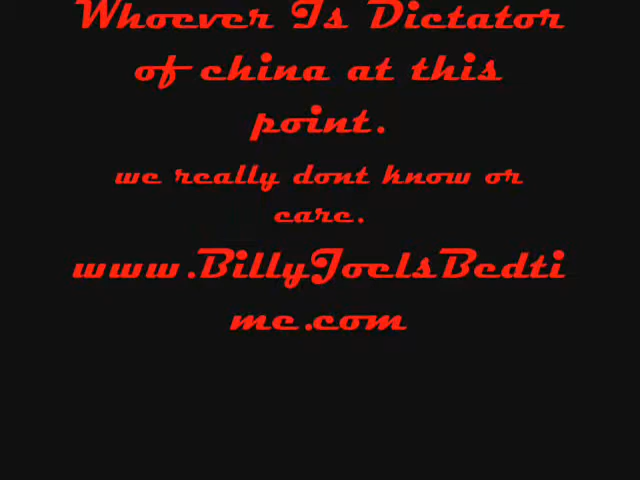 Whoever Is Dictator
of china at this
point.
we really dont know or
care.
www.BillyJoelsBedti
me.com